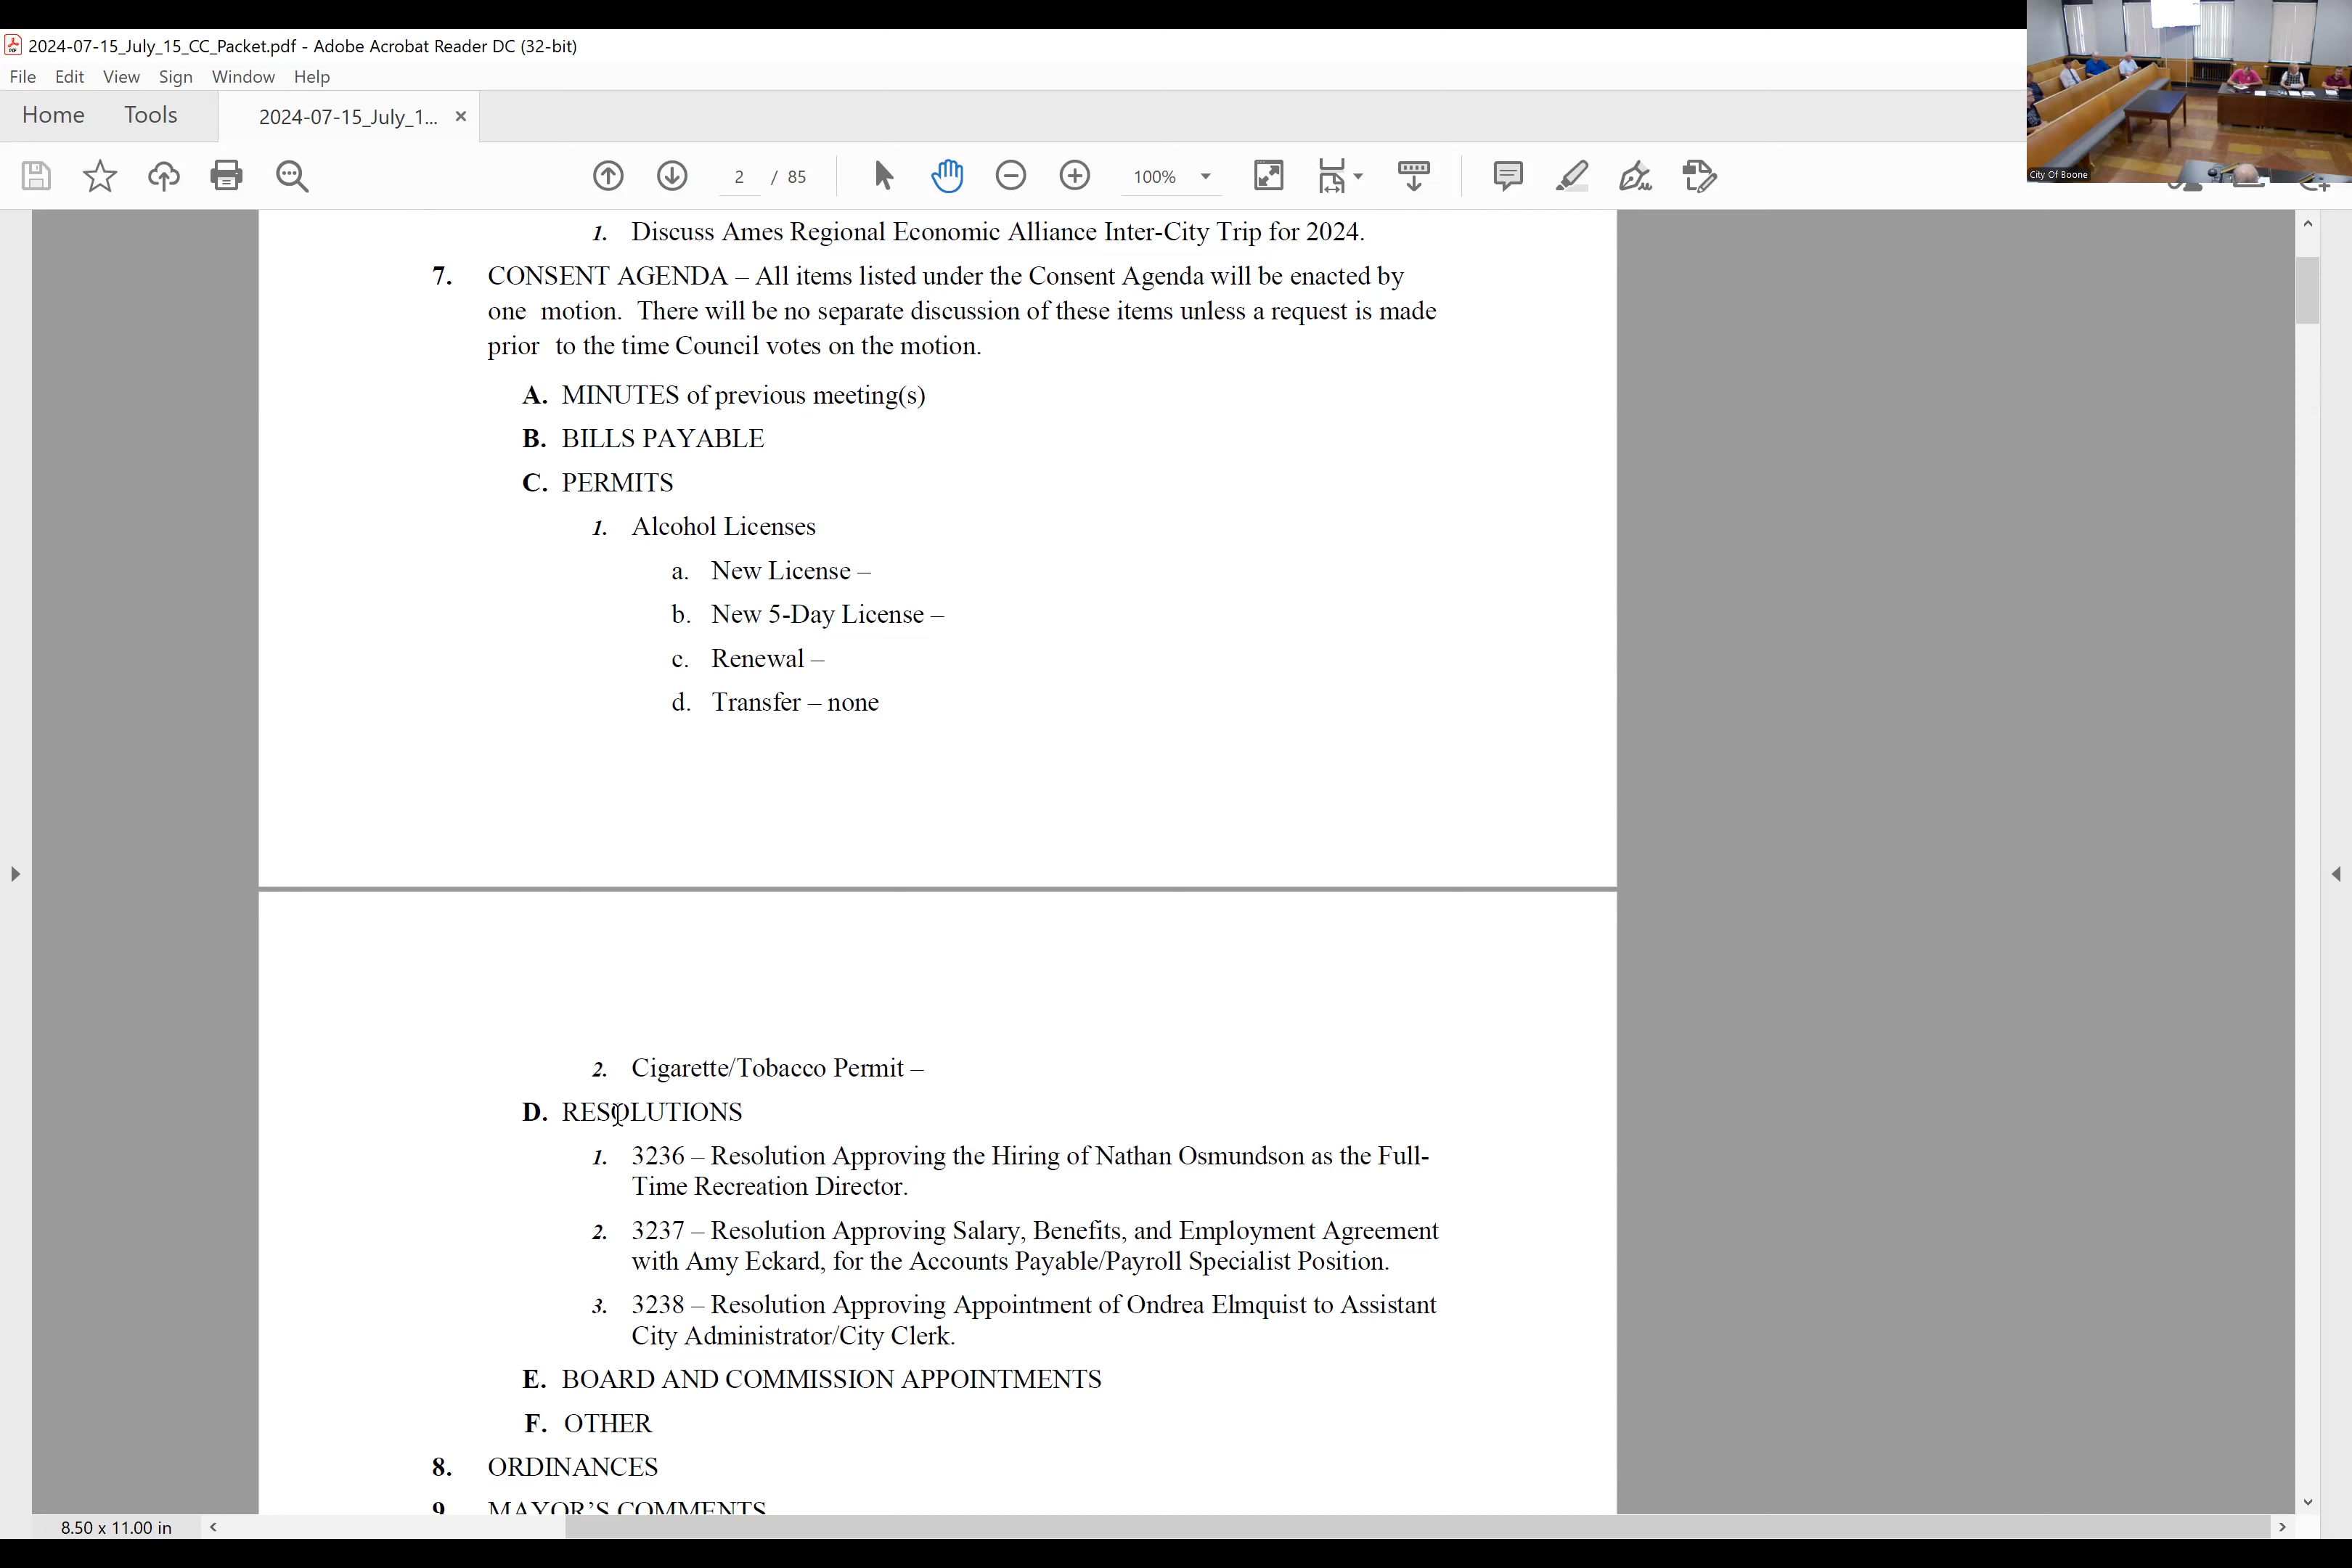 2024-07-15_July_15_CC_Packet.pdf - Adobe Acrobat Reader DC (32-bit)
File Edit View Sign Window Help
Home Tools 2024-07-15_July_1... ×
2 / 85 100%
City Of Boone
1. Discuss Ames Regional Economic Alliance Inter-City Trip for 2024.
7. CONSENT AGENDA – All items listed under the Consent Agenda will be enacted by
one motion. There will be no separate discussion of these items unless a request is made
prior to the time Council votes on the motion.
A. MINUTES of previous meeting(s)
B. BILLS PAYABLE
C. PERMITS
1. Alcohol Licenses
a. New License –
b. New 5-Day License –
c. Renewal –
d. Transfer – none
2. Cigarette/Tobacco Permit –
D. RESOLUTIONS
1. 3236 – Resolution Approving the Hiring of Nathan Osmundson as the Full-
Time Recreation Director.
2. 3237 – Resolution Approving Salary, Benefits, and Employment Agreement
with Amy Eckard, for the Accounts Payable/Payroll Specialist Position.
3. 3238 – Resolution Approving Appointment of Ondrea Elmquist to Assistant
City Administrator/City Clerk.
E. BOARD AND COMMISSION APPOINTMENTS
F. OTHER
8. ORDINANCES
9. MAYOR'S COMMENTS
8.50 x 11.00 in